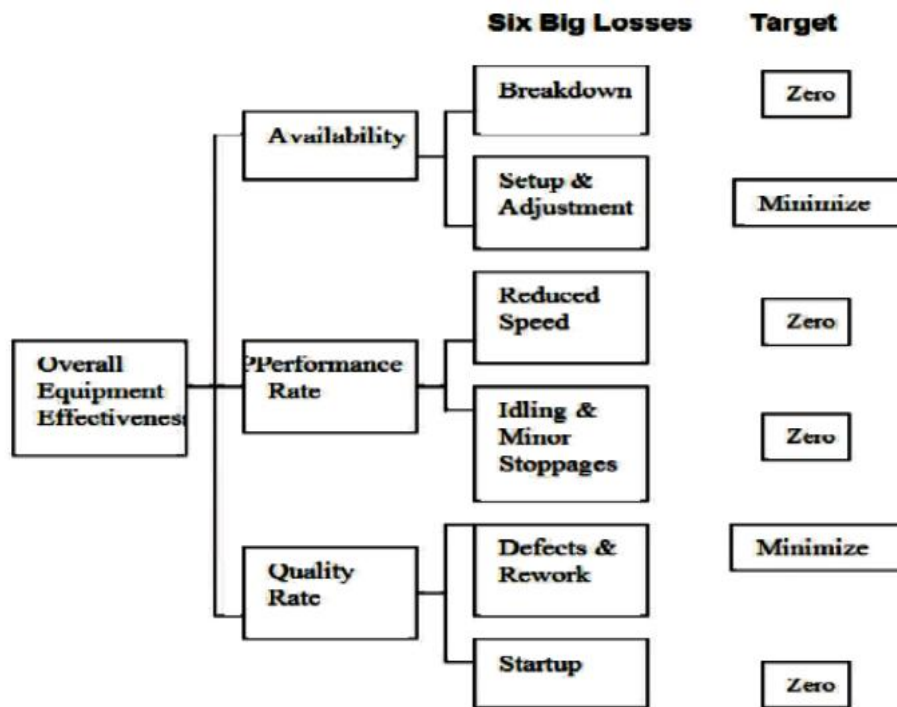 Six Big Losses Target
Breakdown
Zero
Availability
Setup &
Adjustment
Minimize
Reduced
Speed
Zero
Overall
Equipment
Effectiveness
?Performance
Rate
Idling &
Minor
Stoppages
Zero
Quality
Rate
Defects &
Rework
Minimize
Startup
Zero